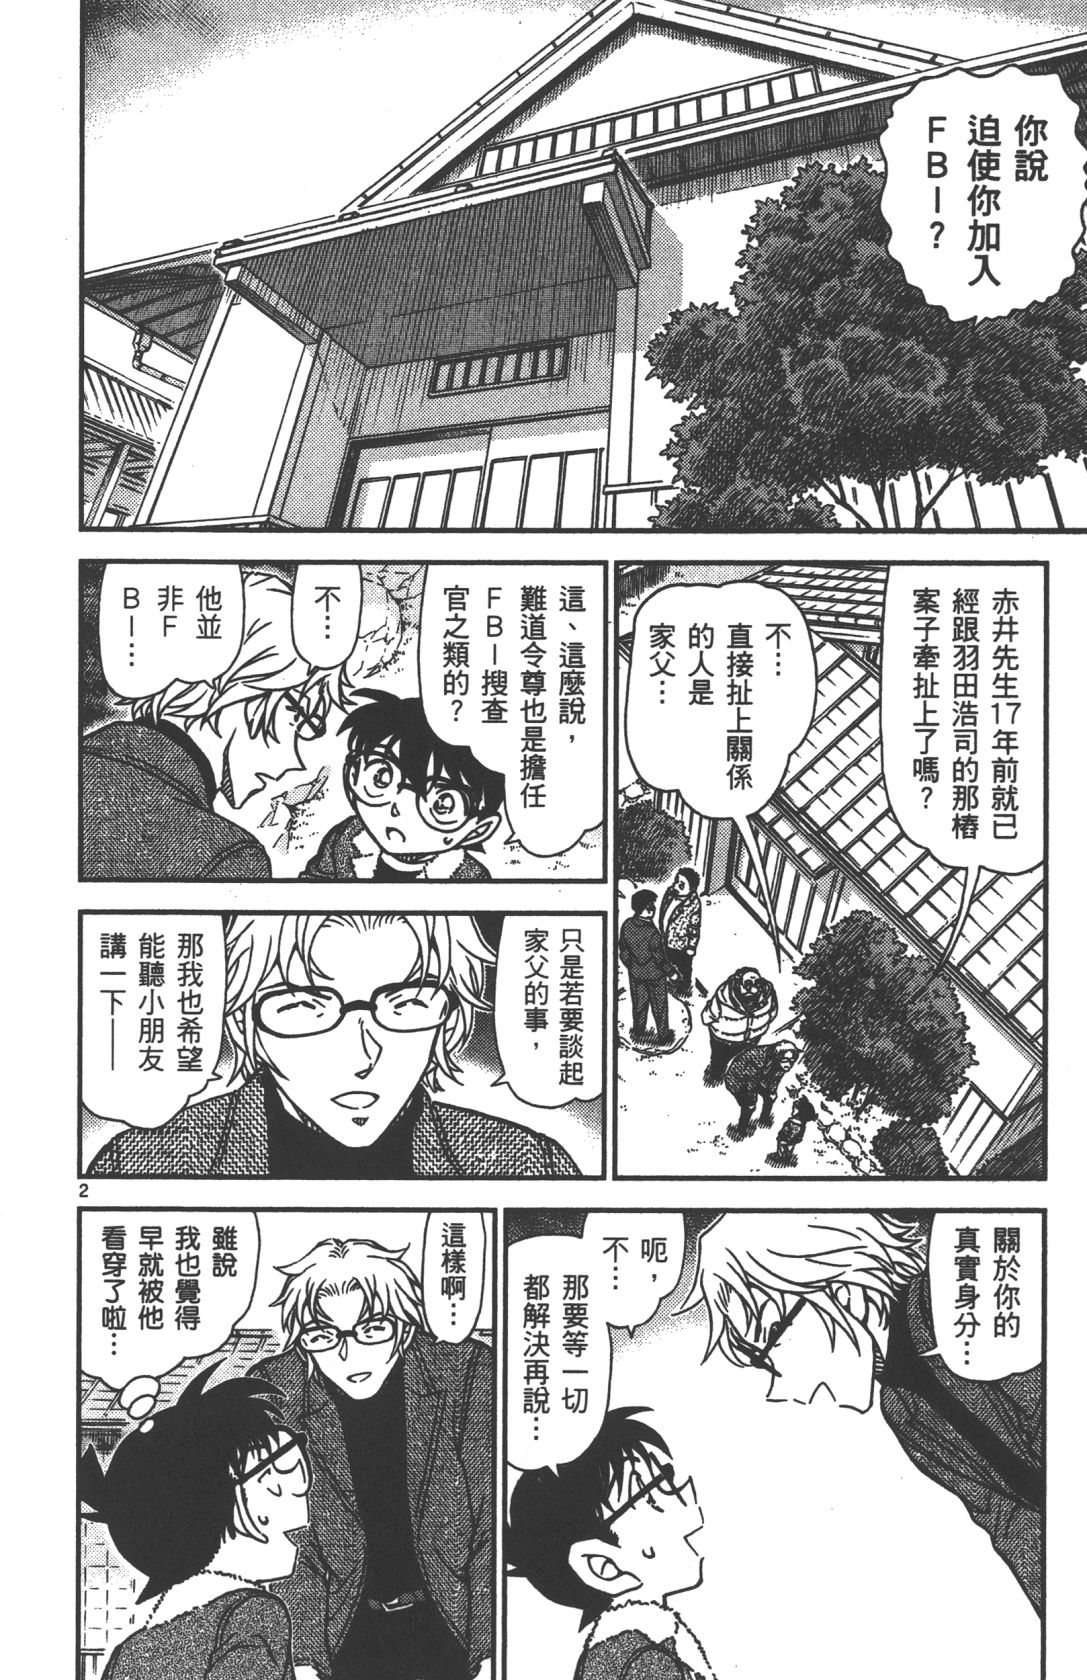 你說
迫使你加入
FBI?
赤井先生17年前就已
經跟羽田浩司的那樁
案子牽扯上了嗎?
不…
直接扯上關係
的人是
家父…
這、這麼說,
難道令尊也是擔任
FBI搜查
官之類的?
不…
他並
非F
BI…
只是若要談起
家父的事,
那我也希望
能聽小朋友
講一下——
2
關於你的
真實身分…
呃,
不…
那要等一切
都解決再說…
這樣啊…
雖說
我也覺得
早就被他
看穿了啦…